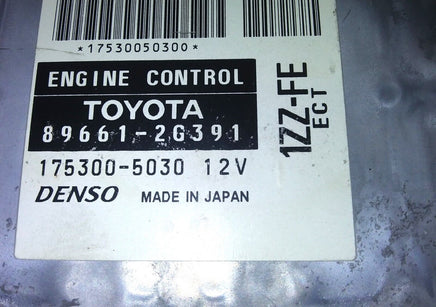 *17530050300*
ENGINE CONTROL
TOYOTA
89661-2G391
175300-5030 12V
DENSO MADE IN JAPAN
1ZZ-FE
ECT